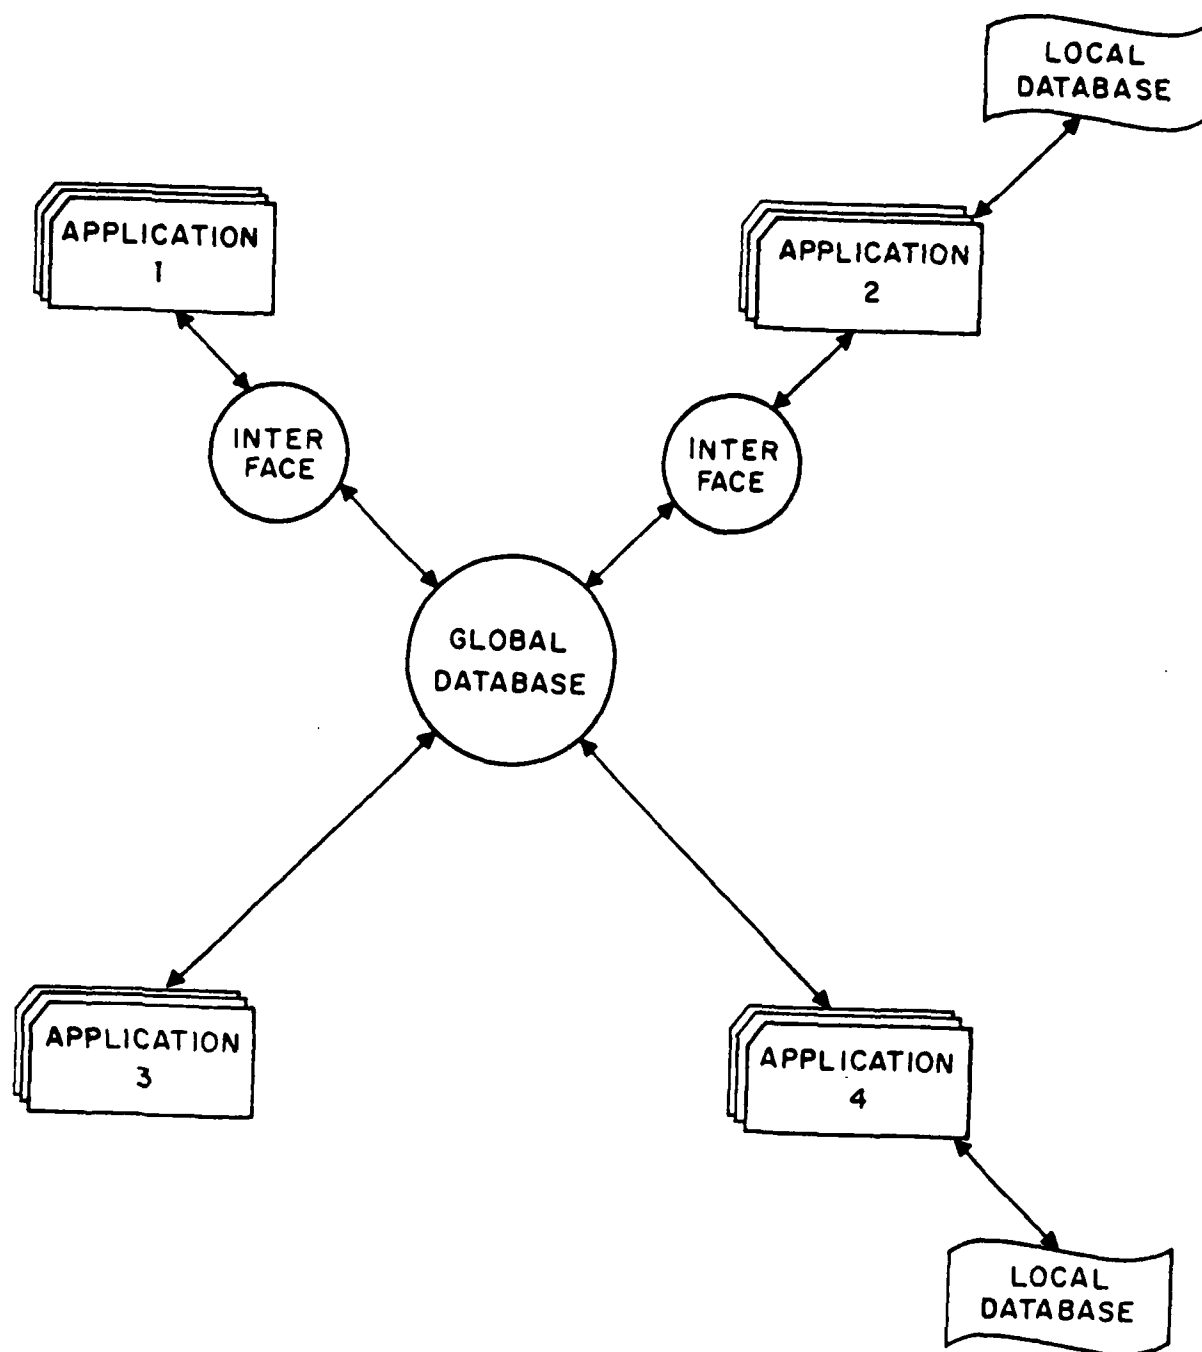 LOCAL
DATABASE
APPLICATION
1
APPLICATION
2
INTER
FACE
INTER
FACE
GLOBAL
DATABASE
APPLICATION
3
APPLICATION
4
LOCAL
DATABASE